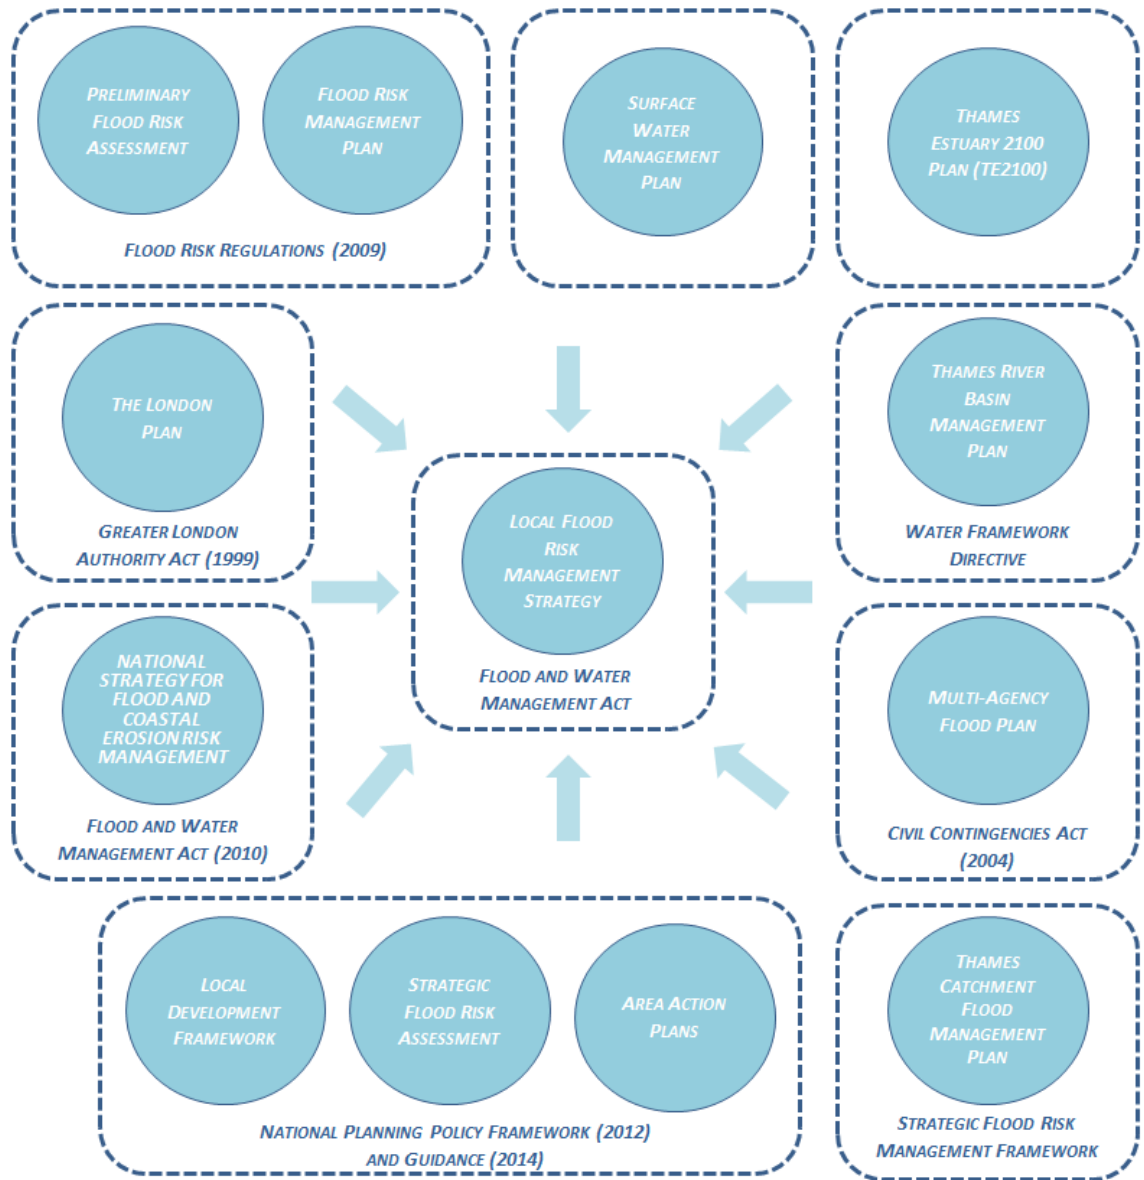 PRELIMINARY
FLOOD RISK
ASSESSMENT
FLOOD RISK
MANAGEMENT
PLAN
FLOOD RISK REGULATIONS (2009)
SURFACE
WATER
MANAGEMENT
PLAN
THAMES
ESTUARY 2100
PLAN (TE2100)
THE LONDON
PLAN
GREATER LONDON
AUTHORITY ACT (1999)
THAMES RIVER
BASIN
MANAGEMENT
PLAN
WATER FRAMEWORK
DIRECTIVE
LOCAL FLOOD
RISK
MANAGEMENT
STRATEGY
FLOOD AND WATER
MANAGEMENT ACT
NATIONAL
STRATEGY FOR
FLOOD AND
COASTAL
EROSION RISK
MANAGEMENT
FLOOD AND WATER
MANAGEMENT ACT (2010)
MULTI-AGENCY
FLOOD PLAN
CIVIL CONTINGENCIES ACT
(2004)
LOCAL
DEVELOPMENT
FRAMEWORK
STRATEGIC
FLOOD RISK
ASSESSMENT
AREA ACTION
PLANS
NATIONAL PLANNING POLICY FRAMEWORK (2012)
AND GUIDANCE (2014)
THAMES
CATCHMENT
FLOOD
MANAGEMENT
PLAN
STRATEGIC FLOOD RISK
MANAGEMENT FRAMEWORK